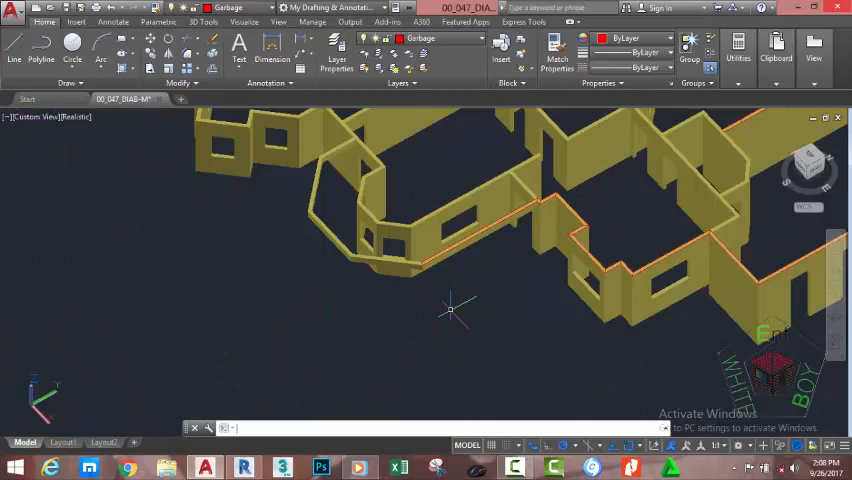 Garbage
My Drafting & Annotati...
00_047_DIA...
Type a keyword or phrase
Sign In
Home Insert Annotate Parametric 3D Tools Visualize View Manage Output Add-ins A360 Featured Apps Express Tools
Line Polyline Circle Arc Text Dimension Layer Properties Garbage Insert Match Properties ByLayer Group Utilities Clipboard View
ByLayer
ByLayer
Draw Modify Annotation Layers Block Properties Groups
Start 00_047_DIAB-M*
[−][Custom View][Realistic]
TOP
S
E
N
WCS
Ent
WHITE
BOY
Z
Y
X
Activate Windows
to PC settings to activate Windows.
Model Layout1 Layout2 +
MODEL 1:1
2:08 PM
9/26/2017